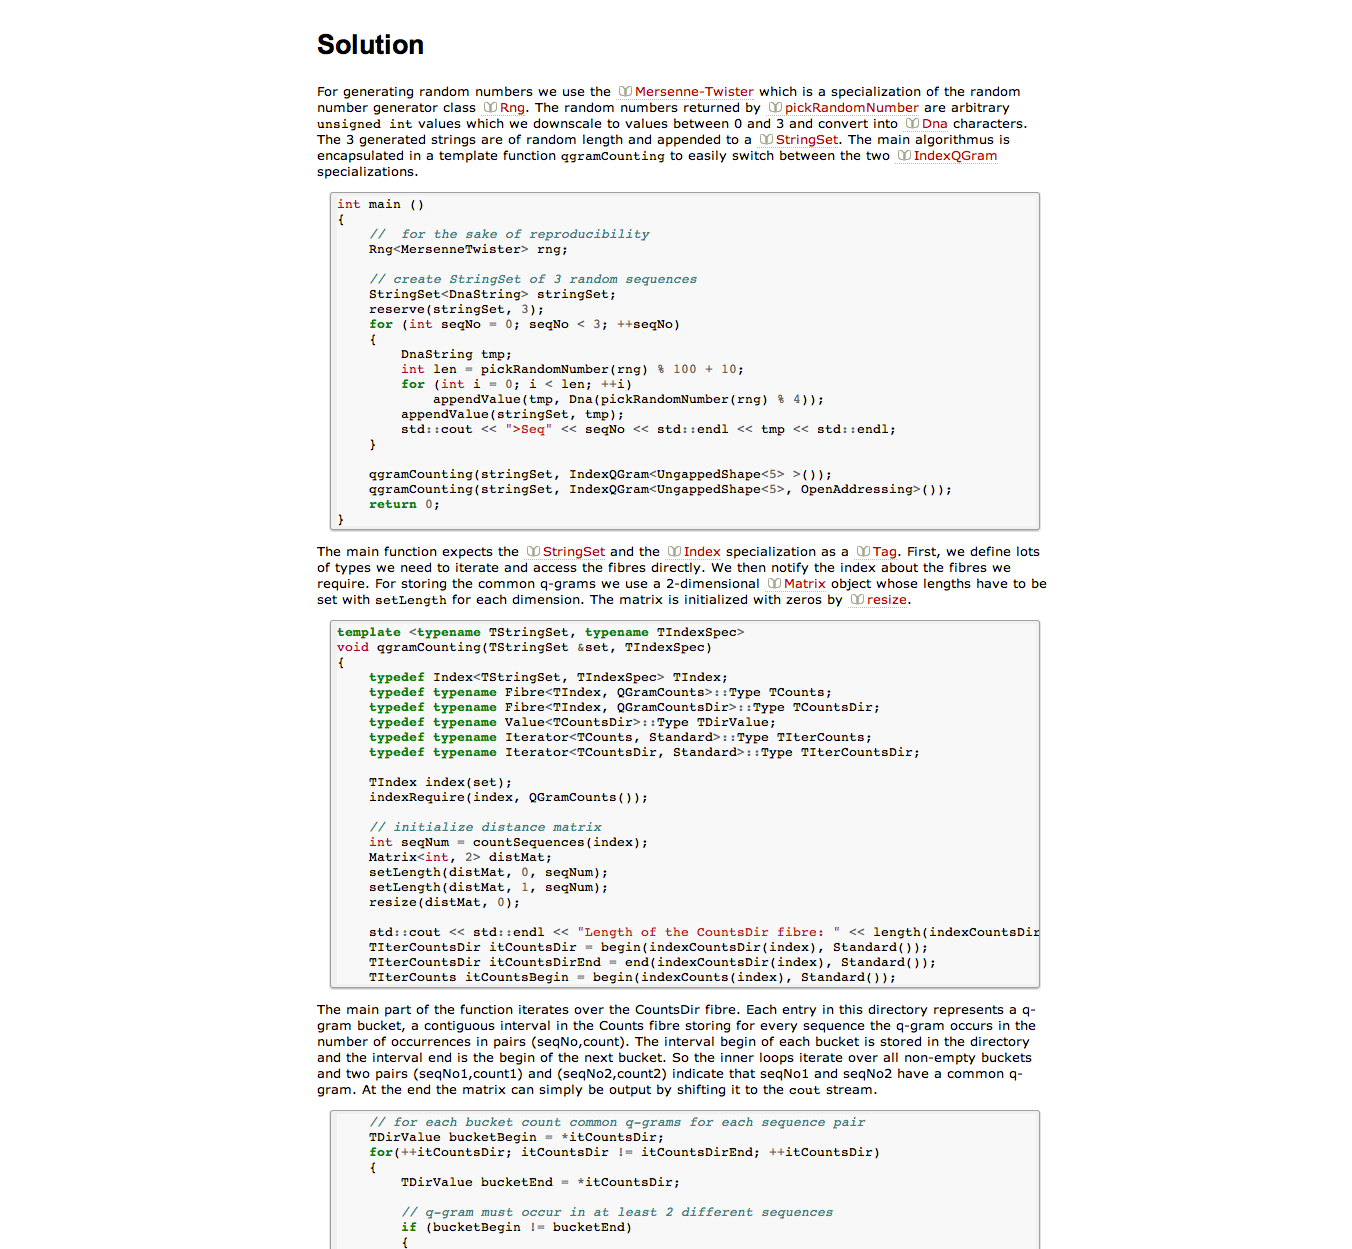 Solution
For generating random numbers we use the Mersenne-Twister which is a specialization of the random
number generator class Rng. The random numbers returned by pickRandomNumber are arbitrary
unsigned int values which we downscale to values between 0 and 3 and convert into Dna characters.
The 3 generated strings are of random length and appended to a StringSet. The main algorithmus is
encapsulated in a template function qgramCounting to easily switch between the two IndexQGram
specializations.
int main ()
{
    //  for the sake of reproducibility
    Rng<MersenneTwister> rng;

    // create StringSet of 3 random sequences
    StringSet<DnaString> stringSet;
    reserve(stringSet, 3);
    for (int seqNo = 0; seqNo < 3; ++seqNo)
    {
        DnaString tmp;
        int len = pickRandomNumber(rng) % 100 + 10;
        for (int i = 0; i < len; ++i)
            appendValue(tmp, Dna(pickRandomNumber(rng) % 4));
        appendValue(stringSet, tmp);
        std::cout << ">Seq" << seqNo << std::endl << tmp << std::endl;
    }

    qgramCounting(stringSet, IndexQGram<UngappedShape<5> >());
    qgramCounting(stringSet, IndexQGram<UngappedShape<5>, OpenAddressing>());
    return 0;
}
The main function expects the StringSet and the Index specialization as a Tag. First, we define lots
of types we need to iterate and access the fibres directly. We then notify the index about the fibres we
require. For storing the common q-grams we use a 2-dimensional Matrix object whose lengths have to be
set with setLength for each dimension. The matrix is initialized with zeros by resize.
template <typename TStringSet, typename TIndexSpec>
void qgramCounting(TStringSet &set, TIndexSpec)
{
    typedef Index<TStringSet, TIndexSpec> TIndex;
    typedef typename Fibre<TIndex, QGramCounts>::Type TCounts;
    typedef typename Fibre<TIndex, QGramCountsDir>::Type TCountsDir;
    typedef typename Value<TCountsDir>::Type TDirValue;
    typedef typename Iterator<TCounts, Standard>::Type TIterCounts;
    typedef typename Iterator<TCountsDir, Standard>::Type TIterCountsDir;

    TIndex index(set);
    indexRequire(index, QGramCounts());

    // initialize distance matrix
    int seqNum = countSequences(index);
    Matrix<int, 2> distMat;
    setLength(distMat, 0, seqNum);
    setLength(distMat, 1, seqNum);
    resize(distMat, 0);

    std::cout << std::endl << "Length of the CountsDir fibre: " << length(indexCountsDir
    TIterCountsDir itCountsDir = begin(indexCountsDir(index), Standard());
    TIterCountsDir itCountsDirEnd = end(indexCountsDir(index), Standard());
    TIterCounts itCountsBegin = begin(indexCounts(index), Standard());
The main part of the function iterates over the CountsDir fibre. Each entry in this directory represents a q-
gram bucket, a contiguous interval in the Counts fibre storing for every sequence the q-gram occurs in the
number of occurrences in pairs (seqNo,count). The interval begin of each bucket is stored in the directory
and the interval end is the begin of the next bucket. So the inner loops iterate over all non-empty buckets
and two pairs (seqNo1,count1) and (seqNo2,count2) indicate that seqNo1 and seqNo2 have a common q-
gram. At the end the matrix can simply be output by shifting it to the cout stream.
    // for each bucket count common q-grams for each sequence pair
    TDirValue bucketBegin = *itCountsDir;
    for(++itCountsDir; itCountsDir != itCountsDirEnd; ++itCountsDir)
    {
        TDirValue bucketEnd = *itCountsDir;

        // q-gram must occur in at least 2 different sequences
        if (bucketBegin != bucketEnd)
        {